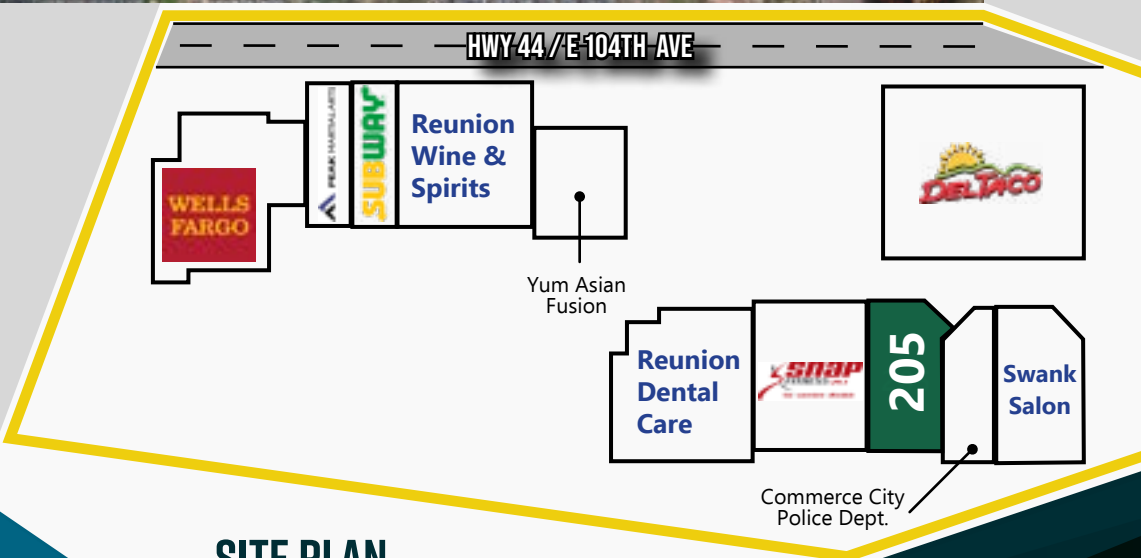 HWY 44 / E 104TH AVE
WELLS
FARGO
PEAK MARTIAL ARTS
SUBWAY
Reunion
Wine &
Spirits
Yum Asian
Fusion
DEL TACO
Reunion
Dental
Care
snap
FITNESS
205
Swank
Salon
Commerce City
Police Dept.
SITE PLAN